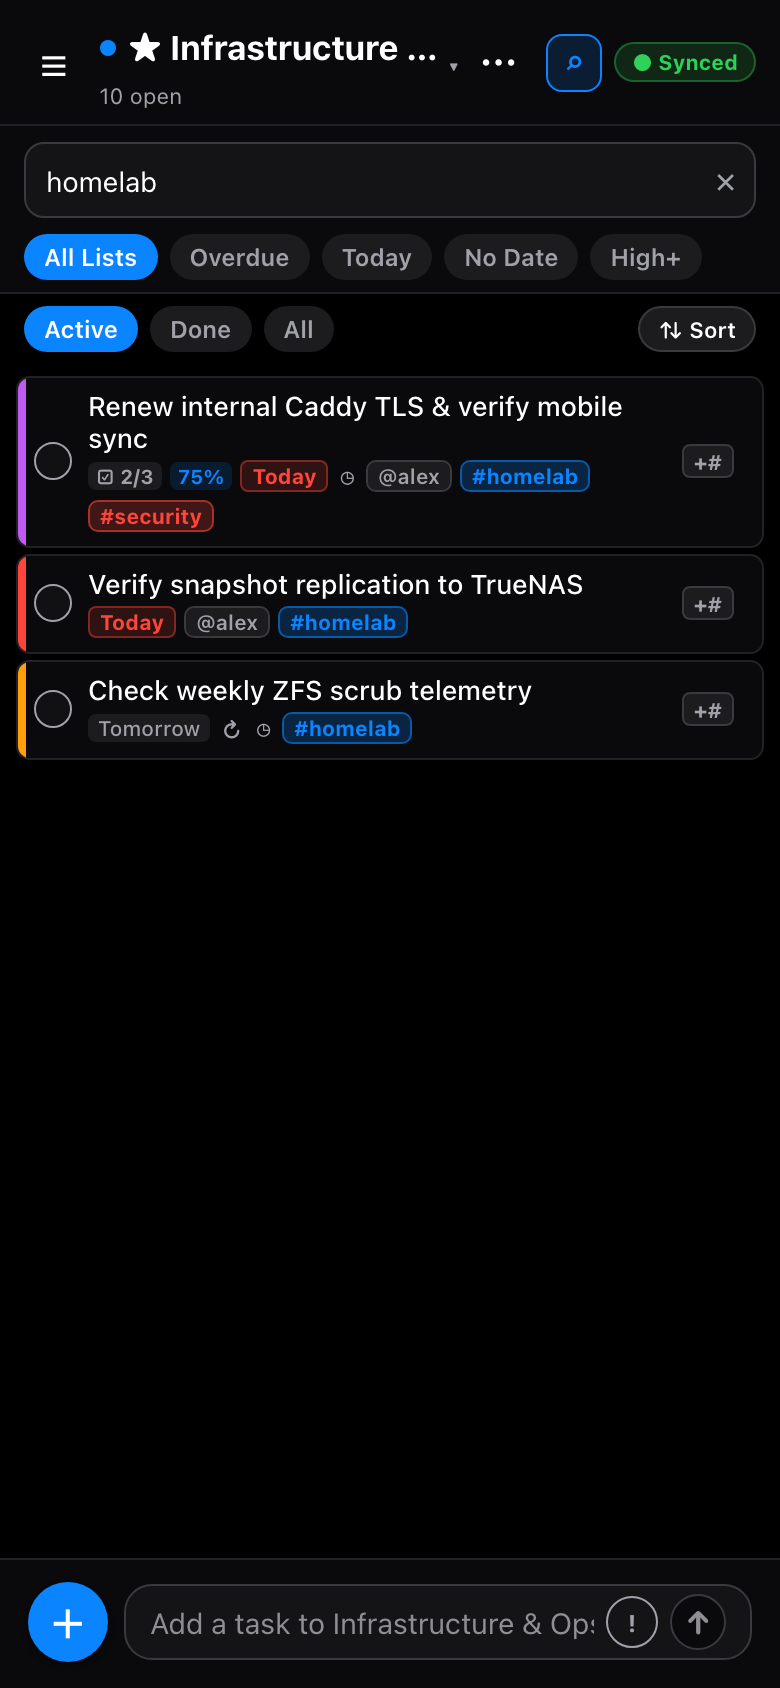 ★ Infrastructure ...
10 open
Synced
homelab
All Lists
Overdue
Today
No Date
High+
Active
Done
All
Sort
Renew internal Caddy TLS & verify mobile
sync
2/3 75% Today @alex #homelab
#security
+#
Verify snapshot replication to TrueNAS
Today @alex #homelab
+#
Check weekly ZFS scrub telemetry
Tomorrow #homelab
+#
Add a task to Infrastructure & Ops
!